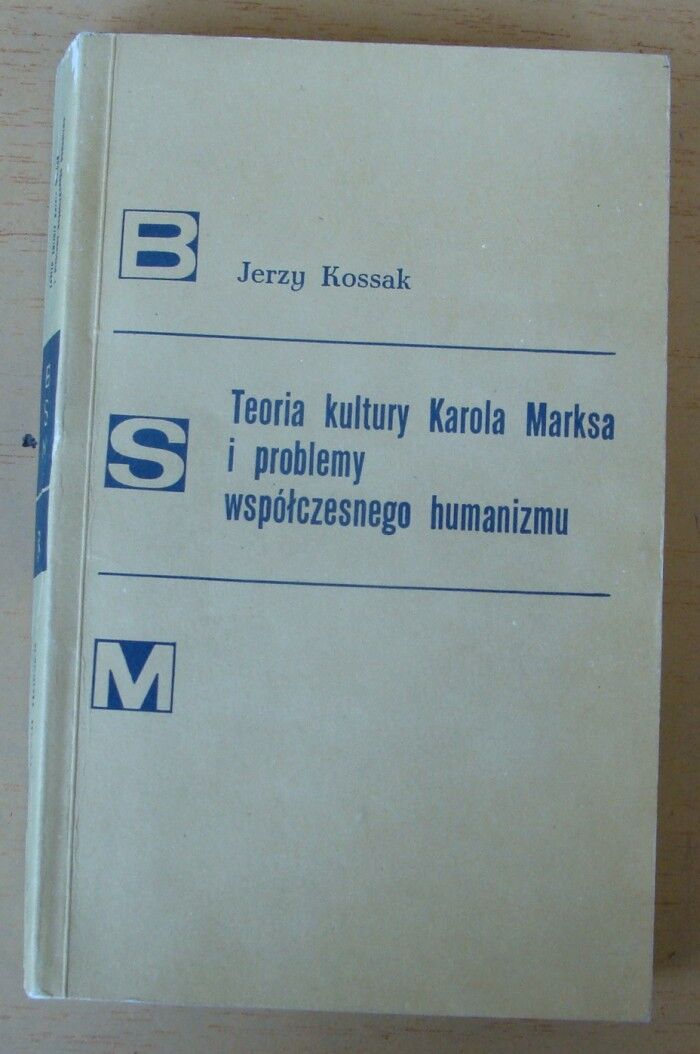 B
Jerzy Kossak
S
Teoria kultury Karola Marksa
i problemy
współczesnego humanizmu
M